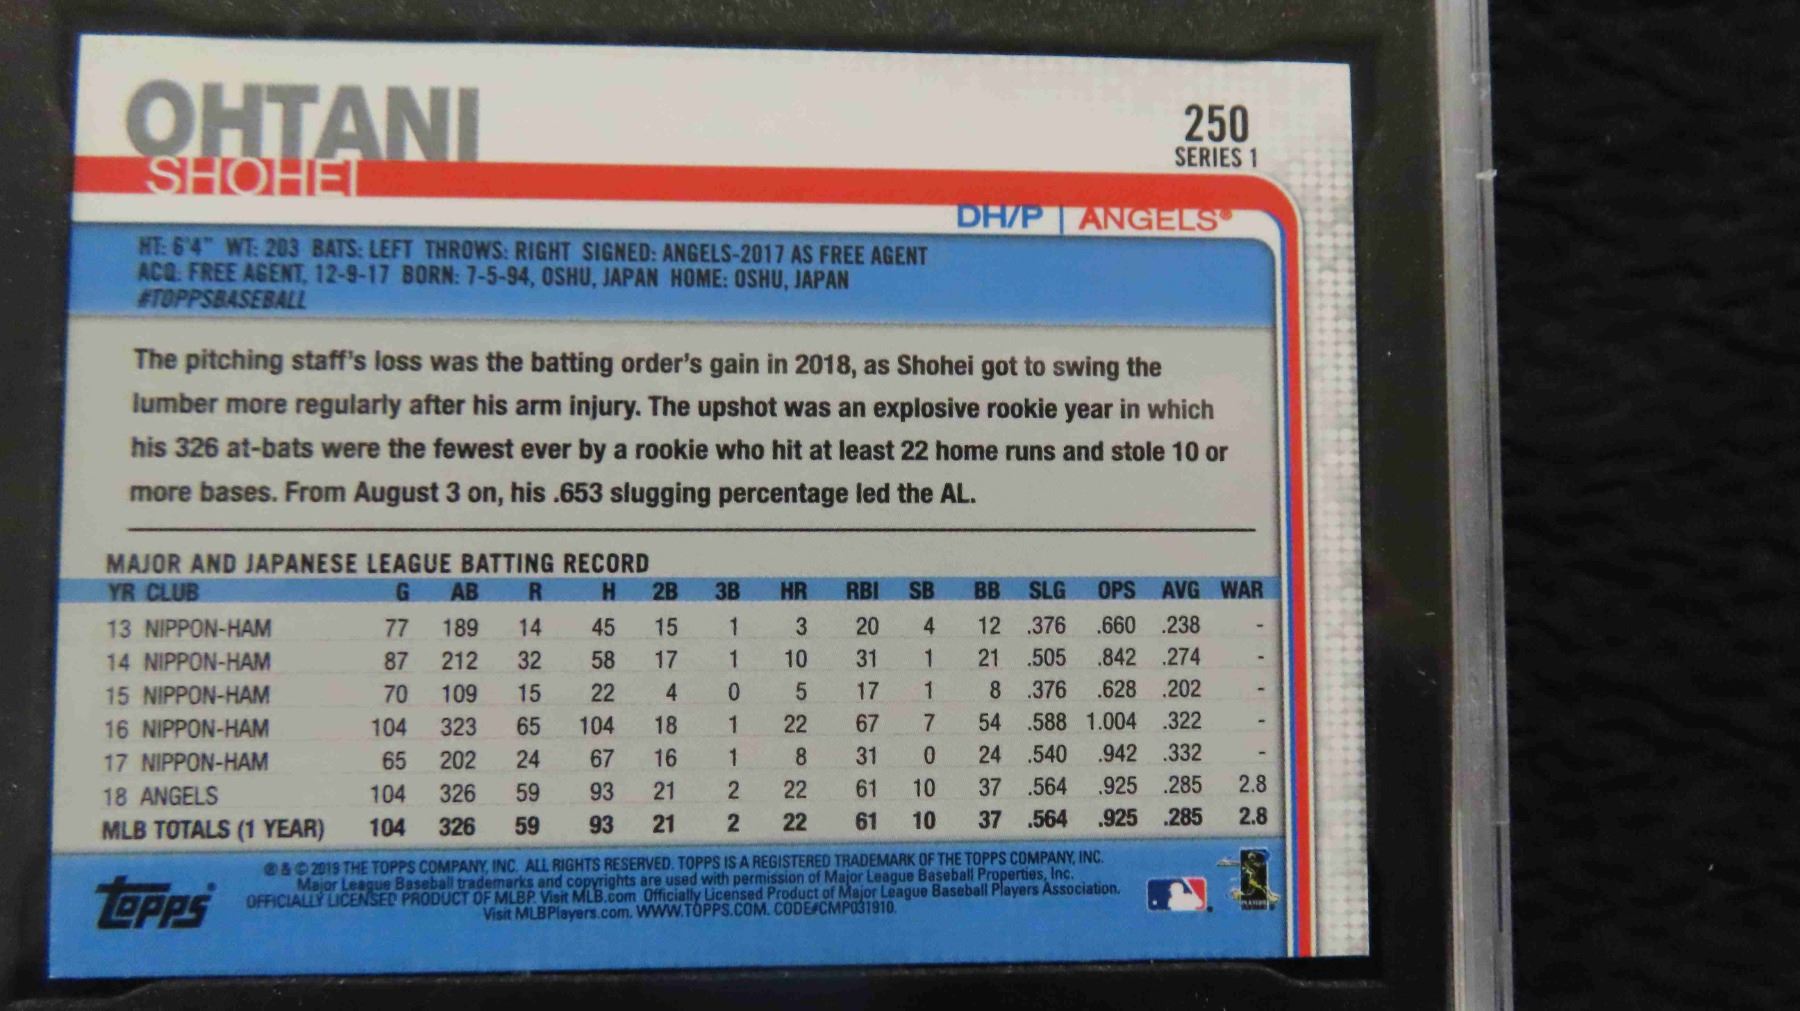 OHTANI
SHOHEI
250
SERIES 1
DH/P | ANGELS®
HT: 6'4" WT: 203 BATS: LEFT THROWS: RIGHT SIGNED: ANGELS-2017 AS FREE AGENT
ACQ: FREE AGENT, 12-9-17 BORN: 7-5-94, OSHU, JAPAN HOME: OSHU, JAPAN
#TOPPSBASEBALL
The pitching staff's loss was the batting order's gain in 2018, as Shohei got to swing the
lumber more regularly after his arm injury. The upshot was an explosive rookie year in which
his 326 at-bats were the fewest ever by a rookie who hit at least 22 home runs and stole 10 or
more bases. From August 3 on, his .653 slugging percentage led the AL.
MAJOR AND JAPANESE LEAGUE BATTING RECORD
YR CLUB G AB R H 2B 3B HR RBI SB BB SLG OPS AVG WAR
13 NIPPON-HAM 77 189 14 45 15 1 3 20 4 12 .376 .660 .238 -
14 NIPPON-HAM 87 212 32 58 17 1 10 31 1 21 .505 .842 .274 -
15 NIPPON-HAM 70 109 15 22 4 0 5 17 1 8 .376 .628 .202 -
16 NIPPON-HAM 104 323 65 104 18 1 22 67 7 54 .588 1.004 .322 -
17 NIPPON-HAM 65 202 24 67 16 1 8 31 0 24 .540 .942 .332 -
18 ANGELS 104 326 59 93 21 2 22 61 10 37 .564 .925 .285 2.8
MLB TOTALS (1 YEAR) 104 326 59 93 21 2 22 61 10 37 .564 .925 .285 2.8
® & © 2019 THE TOPPS COMPANY, INC. ALL RIGHTS RESERVED. TOPPS IS A REGISTERED TRADEMARK OF THE TOPPS COMPANY, INC.
Major League Baseball trademarks and copyrights are used with permission of Major League Baseball Properties, Inc.
OFFICIALLY LICENSED PRODUCT OF MLBP. Visit MLB.com Officially Licensed Product of Major League Baseball Players Association.
Visit MLBPlayers.com. WWW.TOPPS.COM. CODE#CMP031910.
Topps®